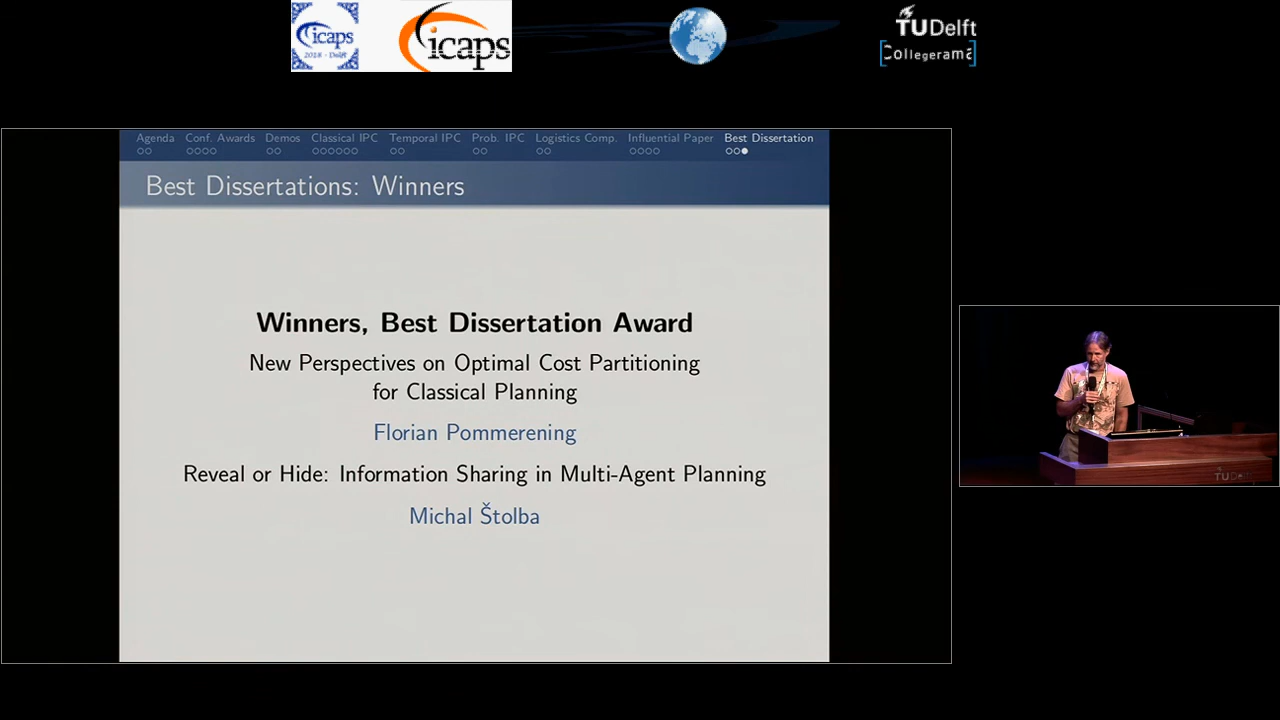 icaps
2018 - Delft
icaps
TUDelft
Collegerama
Agenda Conf. Awards Demos Classical IPC Temporal IPC Prob. IPC Logistics Comp. Influential Paper Best Dissertation
Best Dissertations: Winners
Winners, Best Dissertation Award
New Perspectives on Optimal Cost Partitioning
for Classical Planning
Florian Pommerening
Reveal or Hide: Information Sharing in Multi-Agent Planning
Michal Štolba
TUDelft